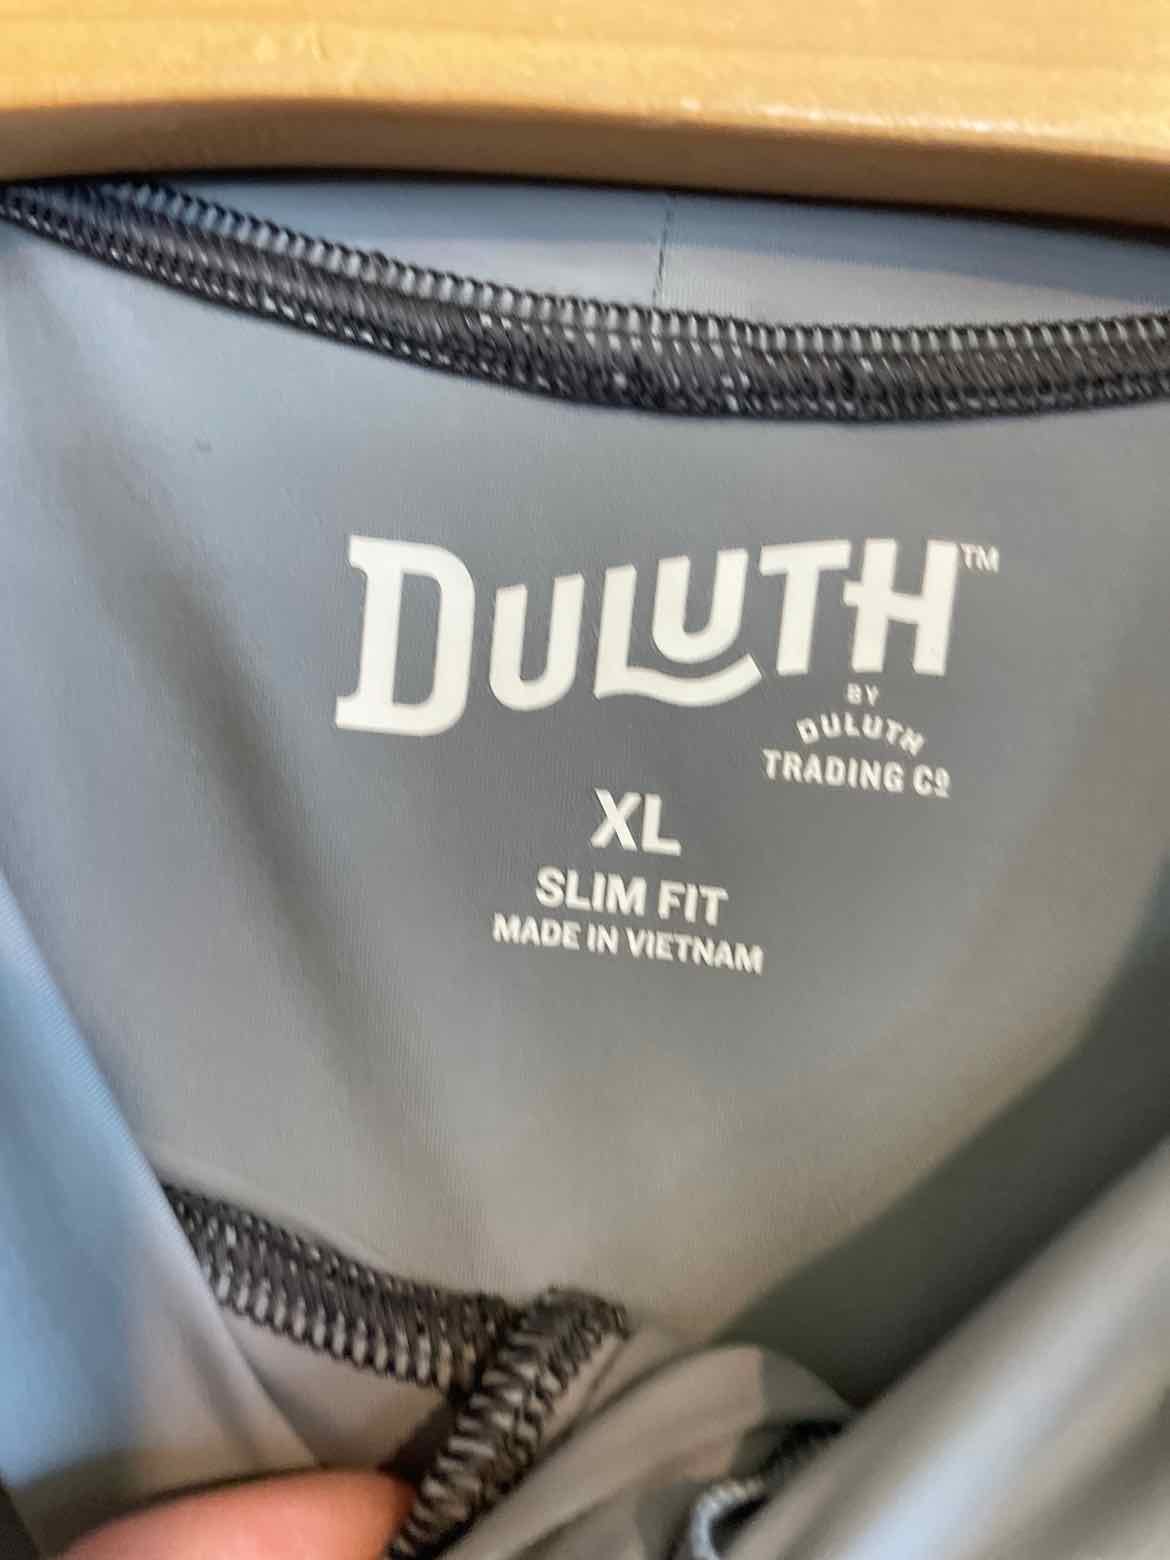 DULUTH™
BY
DULUTH
TRADING Cº
XL
SLIM FIT
MADE IN VIETNAM